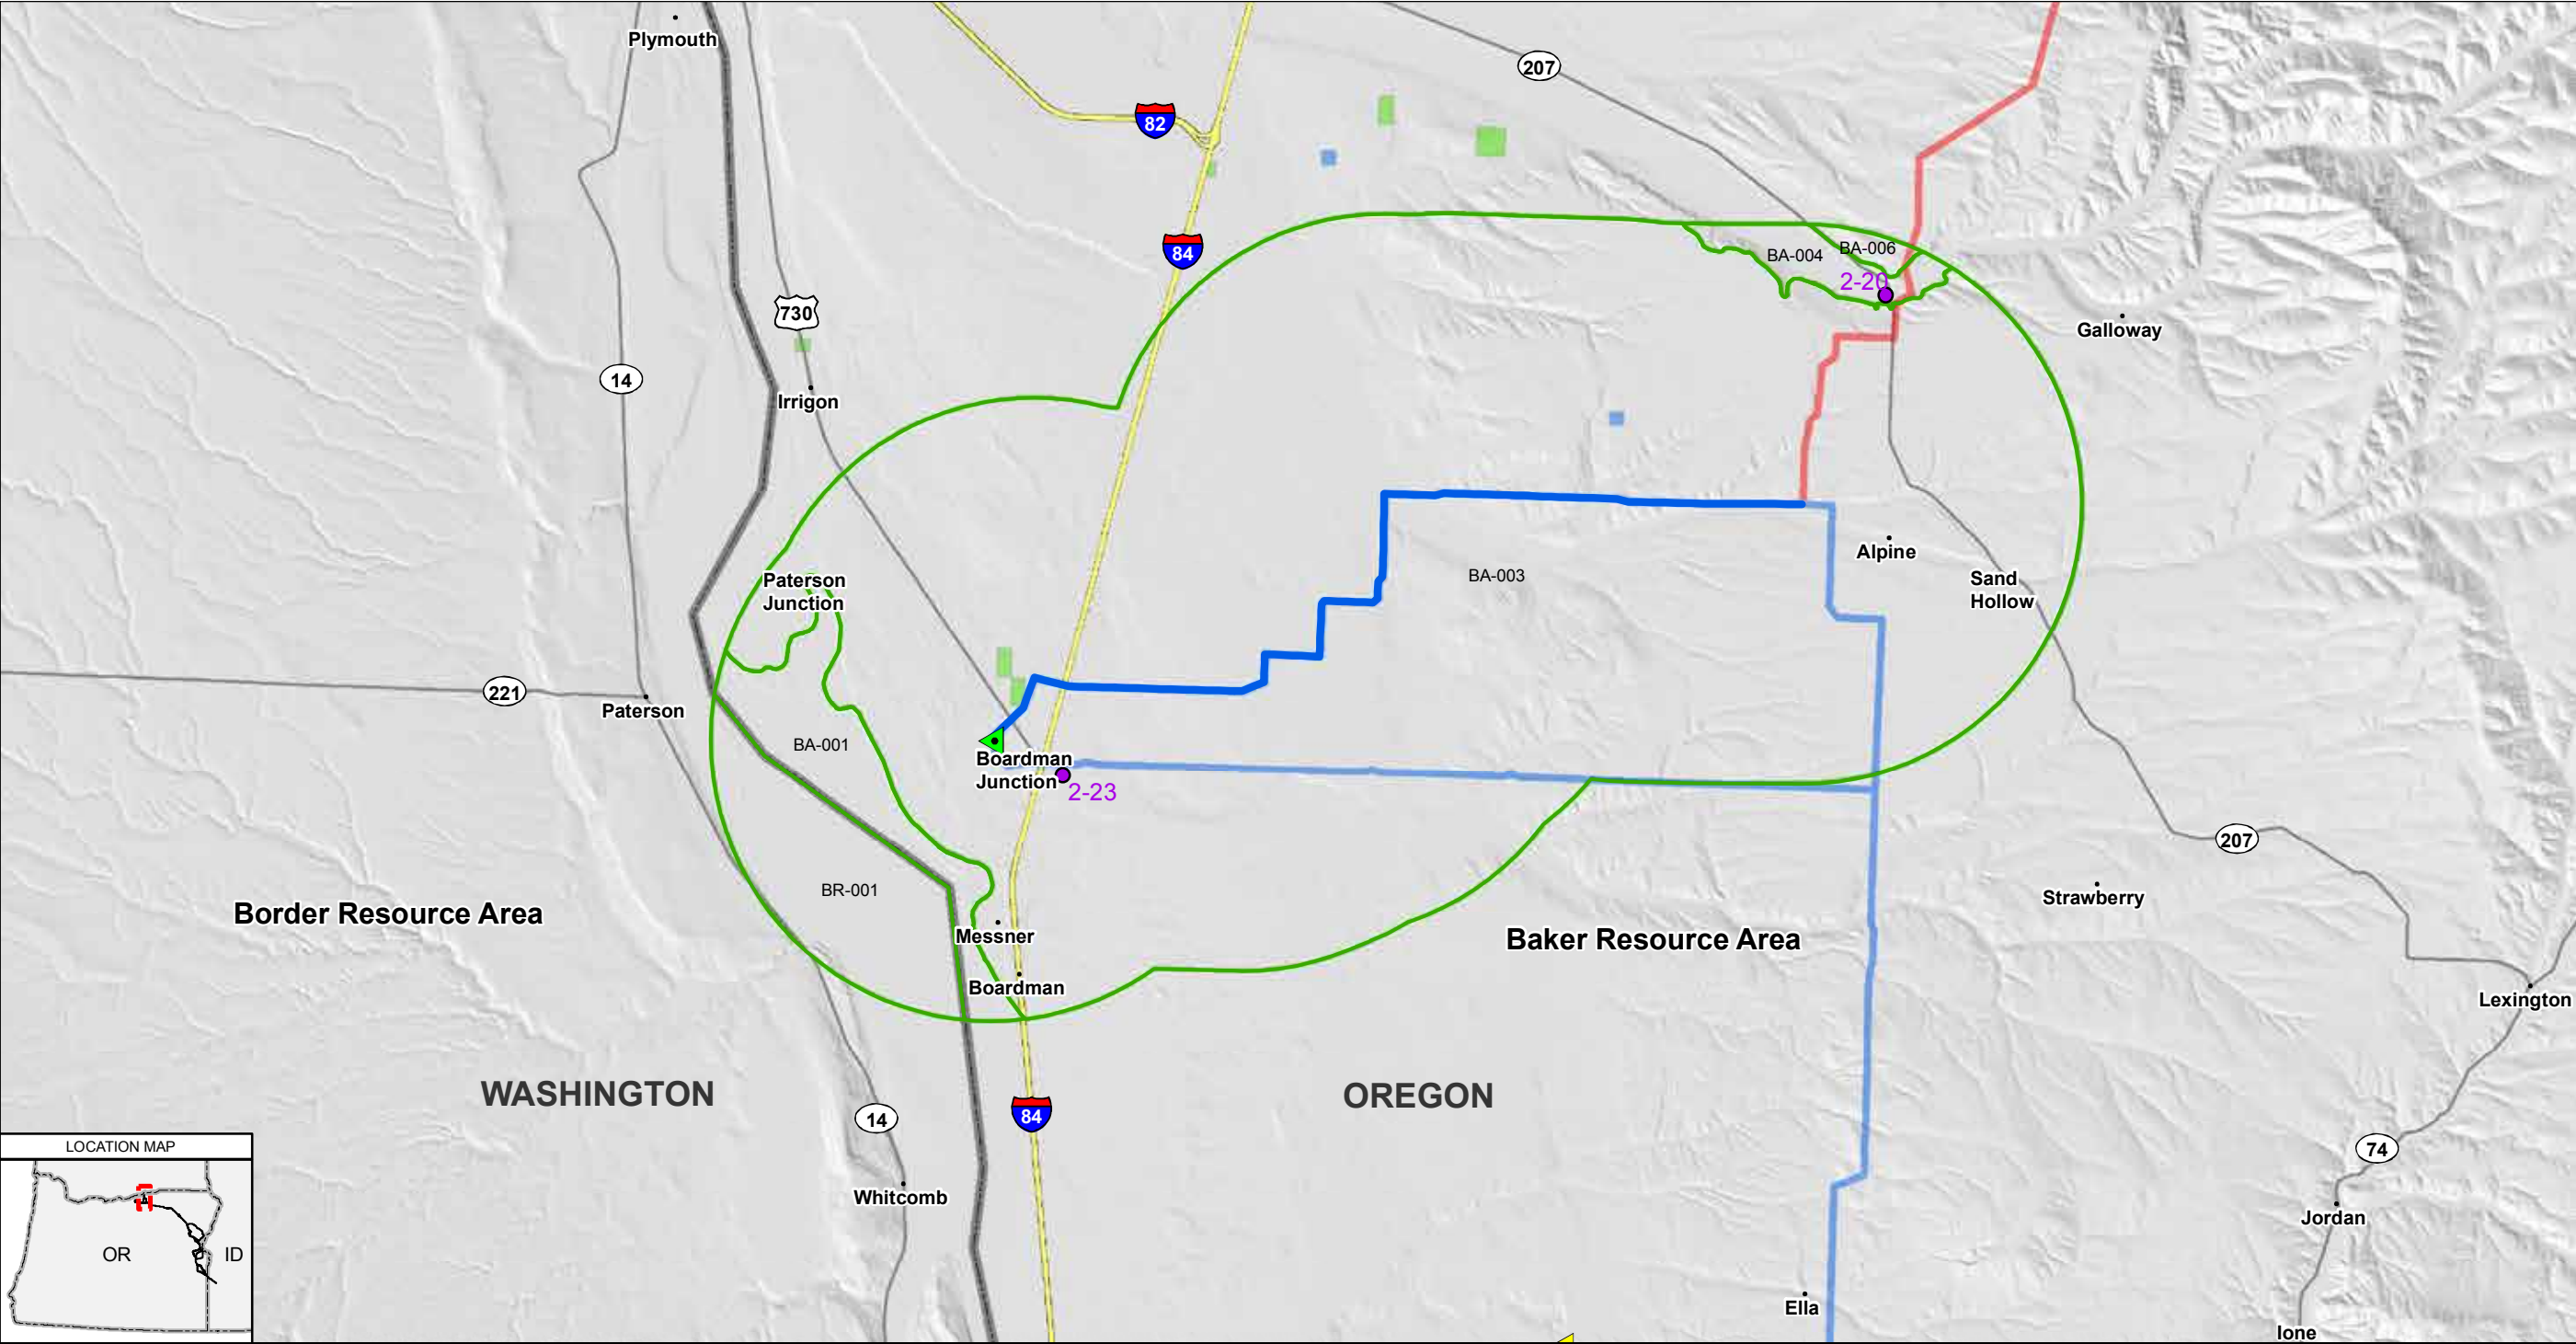 Plymouth
207
82
84
BA-004
BA-006
2-20
730
Galloway
14
Irrigon
Alpine
BA-003
Paterson
Junction
Sand
Hollow
221
Paterson
BA-001
Boardman
Junction
2-23
207
BR-001
Strawberry
Border Resource Area
Messner
Baker Resource Area
Boardman
Lexington
WASHINGTON
OREGON
84
14
LOCATION MAP
74
Whitcomb
Jordan
OR
ID
Ella
Ione